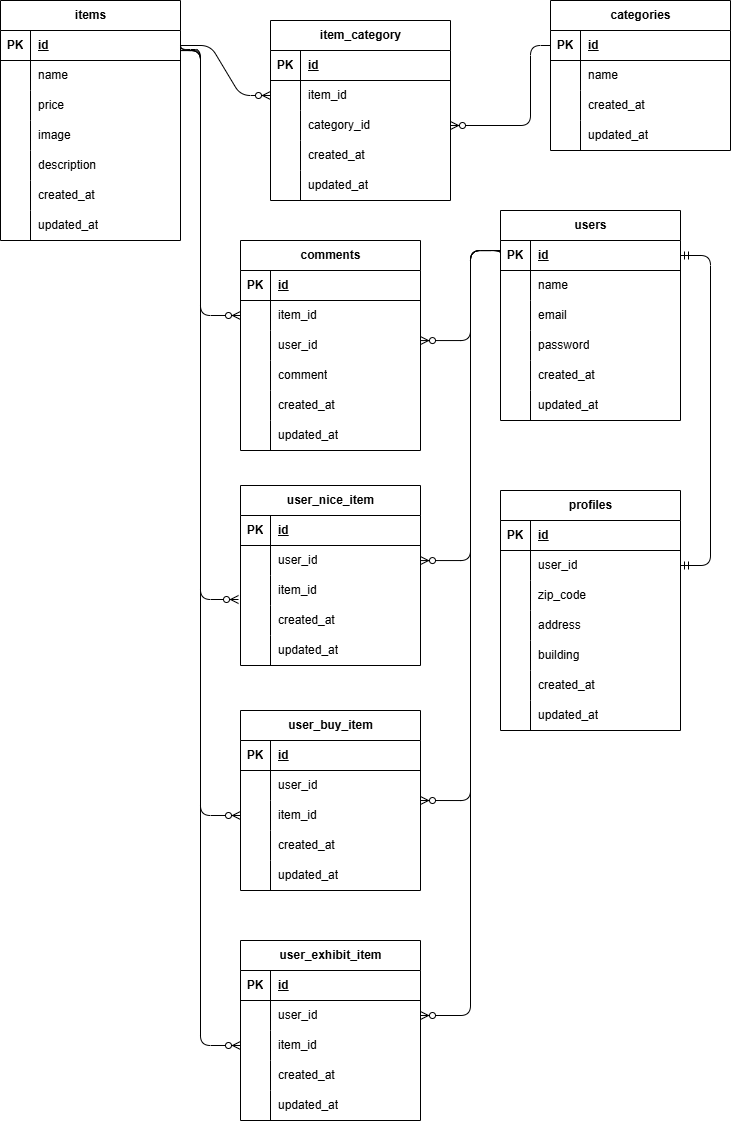 items
PK id
name
price
image
description
created_at
updated_at
item_category
PK id
item_id
category_id
created_at
updated_at
categories
PK id
name
created_at
updated_at
comments
PK id
item_id
user_id
comment
created_at
updated_at
users
PK id
name
email
password
created_at
updated_at
user_nice_item
PK id
user_id
item_id
created_at
updated_at
profiles
PK id
user_id
zip_code
address
building
created_at
updated_at
user_buy_item
PK id
user_id
item_id
created_at
updated_at
user_exhibit_item
PK id
user_id
item_id
created_at
updated_at